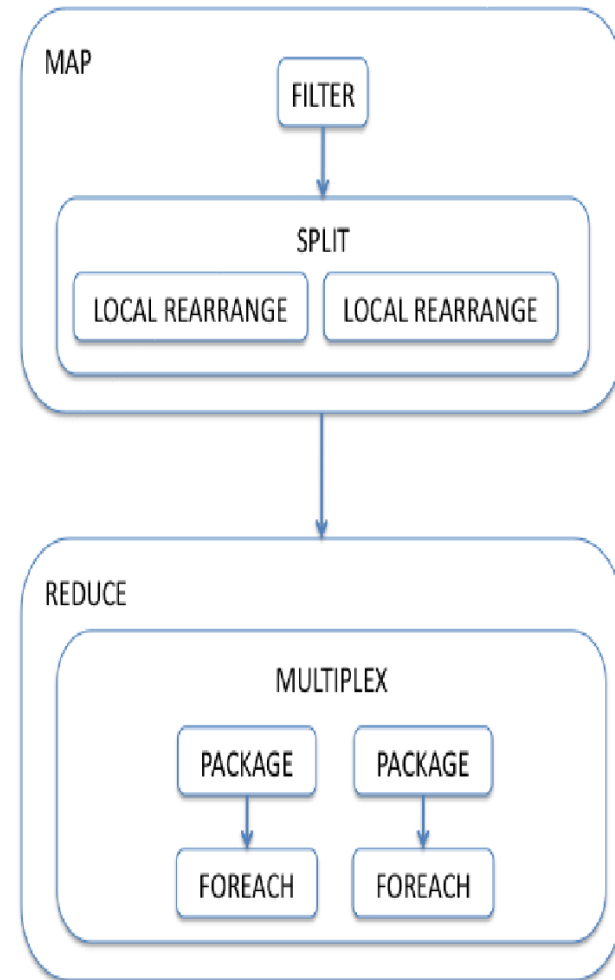 MAP
FILTER
SPLIT
LOCAL REARRANGE
LOCAL REARRANGE
REDUCE
MULTIPLEX
PACKAGE
PACKAGE
FOREACH
FOREACH